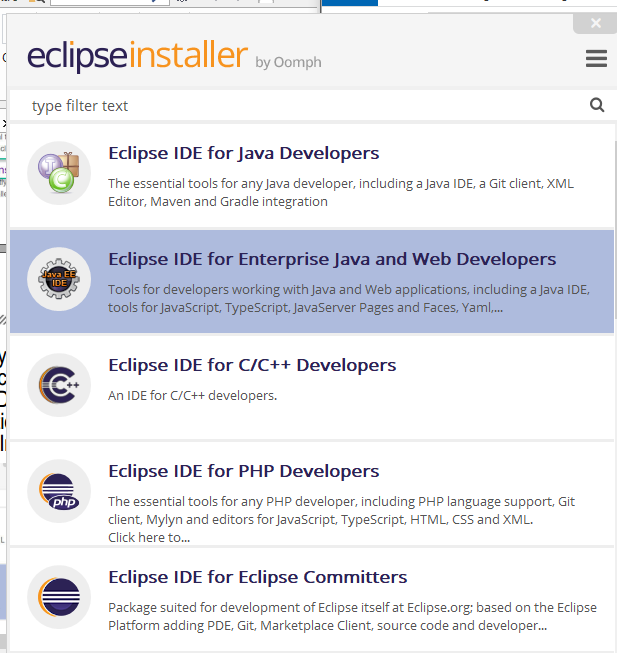 eclipseinstaller by Oomph
type filter text
Eclipse IDE for Java Developers
The essential tools for any Java developer, including a Java IDE, a Git client, XML
Editor, Maven and Gradle integration
Java EE
IDE
Eclipse IDE for Enterprise Java and Web Developers
Tools for developers working with Java and Web applications, including a Java IDE,
tools for JavaScript, TypeScript, JavaServer Pages and Faces, Yaml,...
C++
Eclipse IDE for C/C++ Developers
An IDE for C/C++ developers.
php
Eclipse IDE for PHP Developers
The essential tools for any PHP developer, including PHP language support, Git
client, Mylyn and editors for JavaScript, TypeScript, HTML, CSS and XML.
Click here to...
Eclipse IDE for Eclipse Committers
Package suited for development of Eclipse itself at Eclipse.org; based on the Eclipse
Platform adding PDE, Git, Marketplace Client, source code and developer...